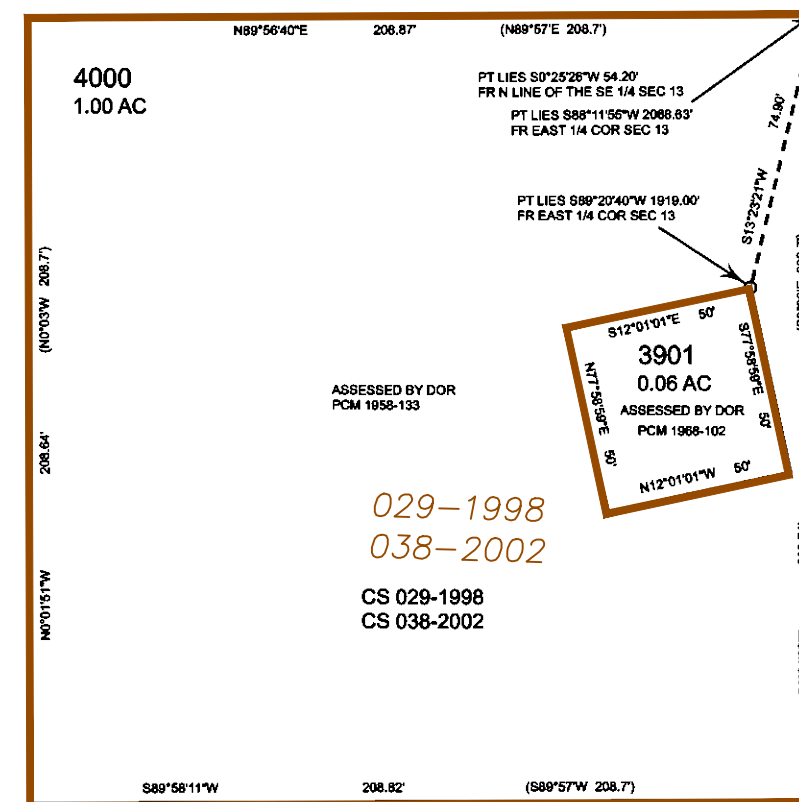 N89°56'40"E 208.87' (N89°57'E 208.7')
4000
1.00 AC
PT LIES S0°25'26"W 54.20'
FR N LINE OF THE SE 1/4 SEC 13
PT LIES S88°11'55"W 2068.63'
FR EAST 1/4 COR SEC 13
74.90'
S13°23'21"W
PT LIES S89°20'40"W 1919.00'
FR EAST 1/4 COR SEC 13
(N0°03'W 208.7')
208.64'
N0°01'51"W
S12°01'01"E 50'
S77°58'59"E 50'
3901
0.06 AC
ASSESSED BY DOR
PCM 1968-102
N77°58'59"E 50'
N12°01'01"W 50'
ASSESSED BY DOR
PCM 1958-133
029-1998
038-2002
CS 029-1998
CS 038-2002
S89°58'11"W 208.82' (S89°57'W 208.7')